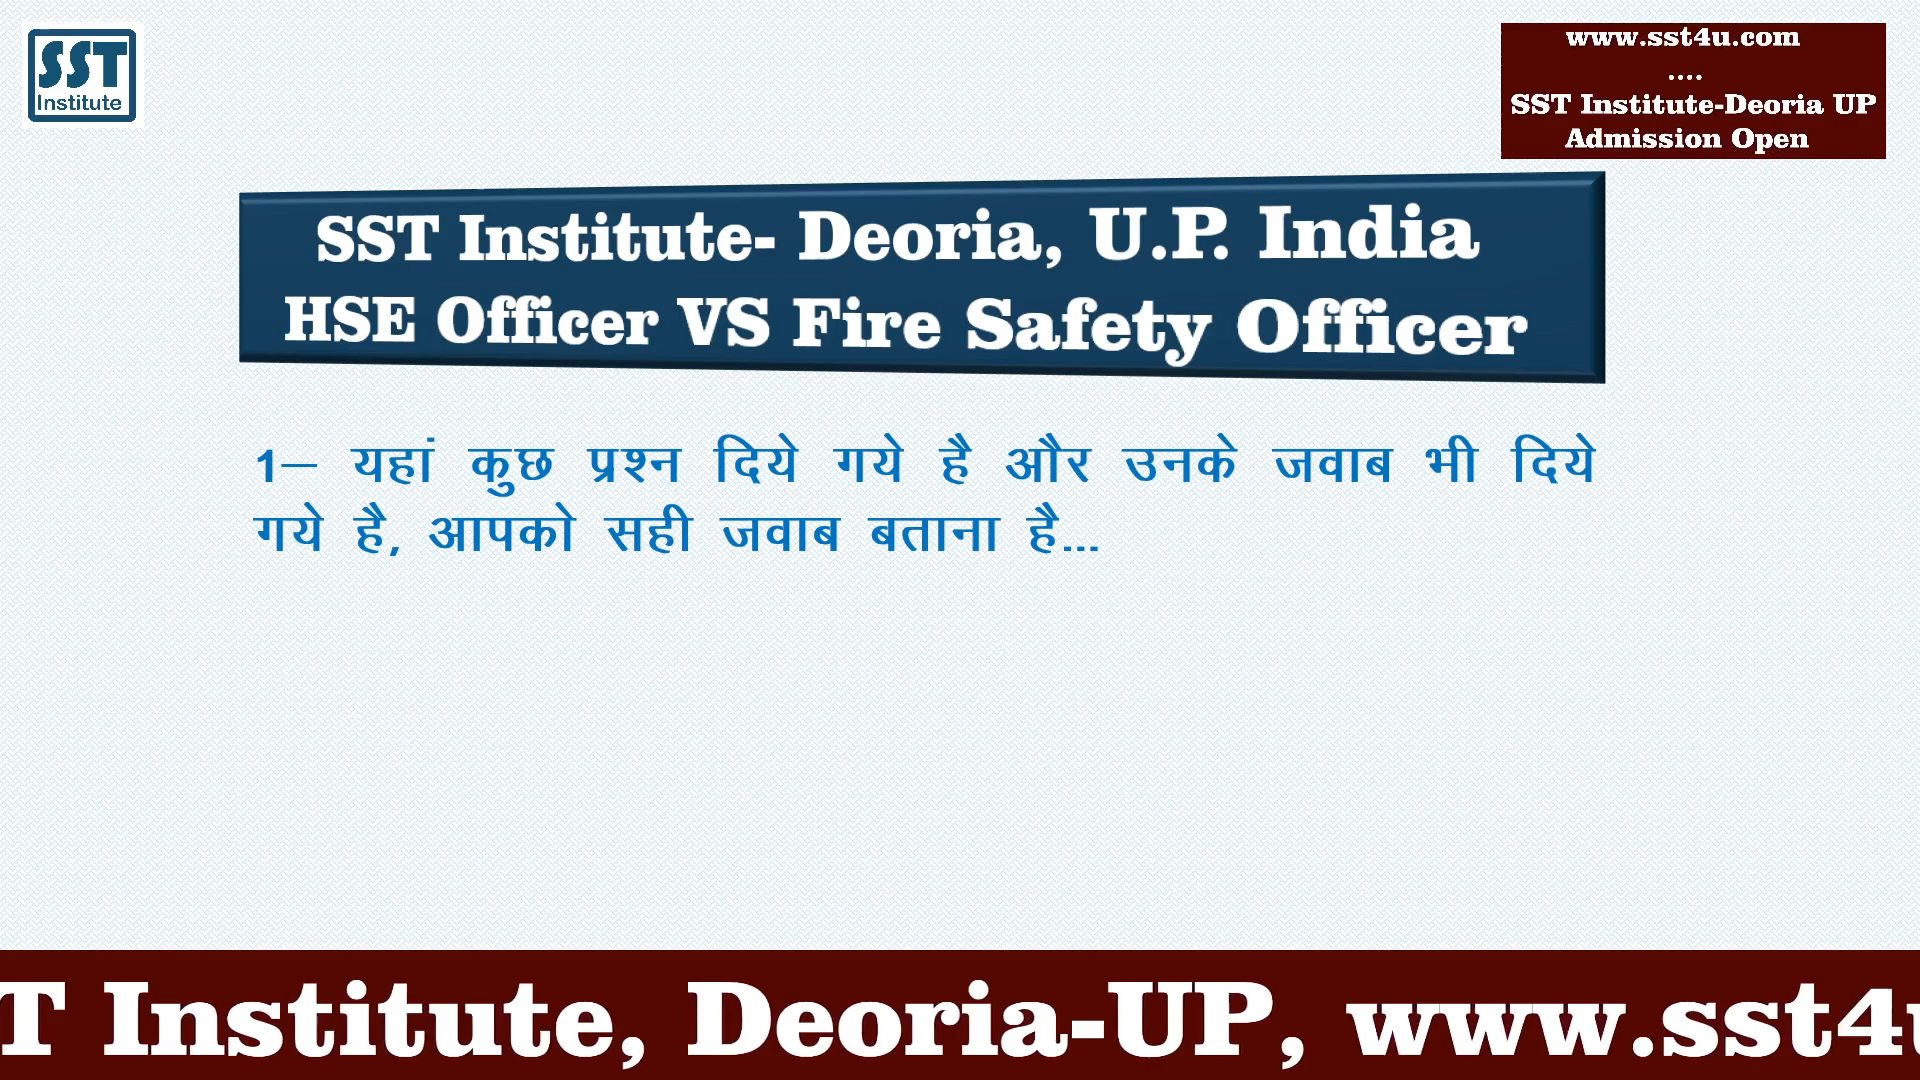 SST
Institute
www.sst4u.com
....
SST Institute-Deoria UP
Admission Open
SST Institute- Deoria, U.P. India
HSE Officer VS Fire Safety Officer
1– यहां कुछ प्रश्न दिये गये है और उनके जवाब भी दिये
गये है, आपको सही जवाब बताना है...
T Institute, Deoria-UP, www.sst4u